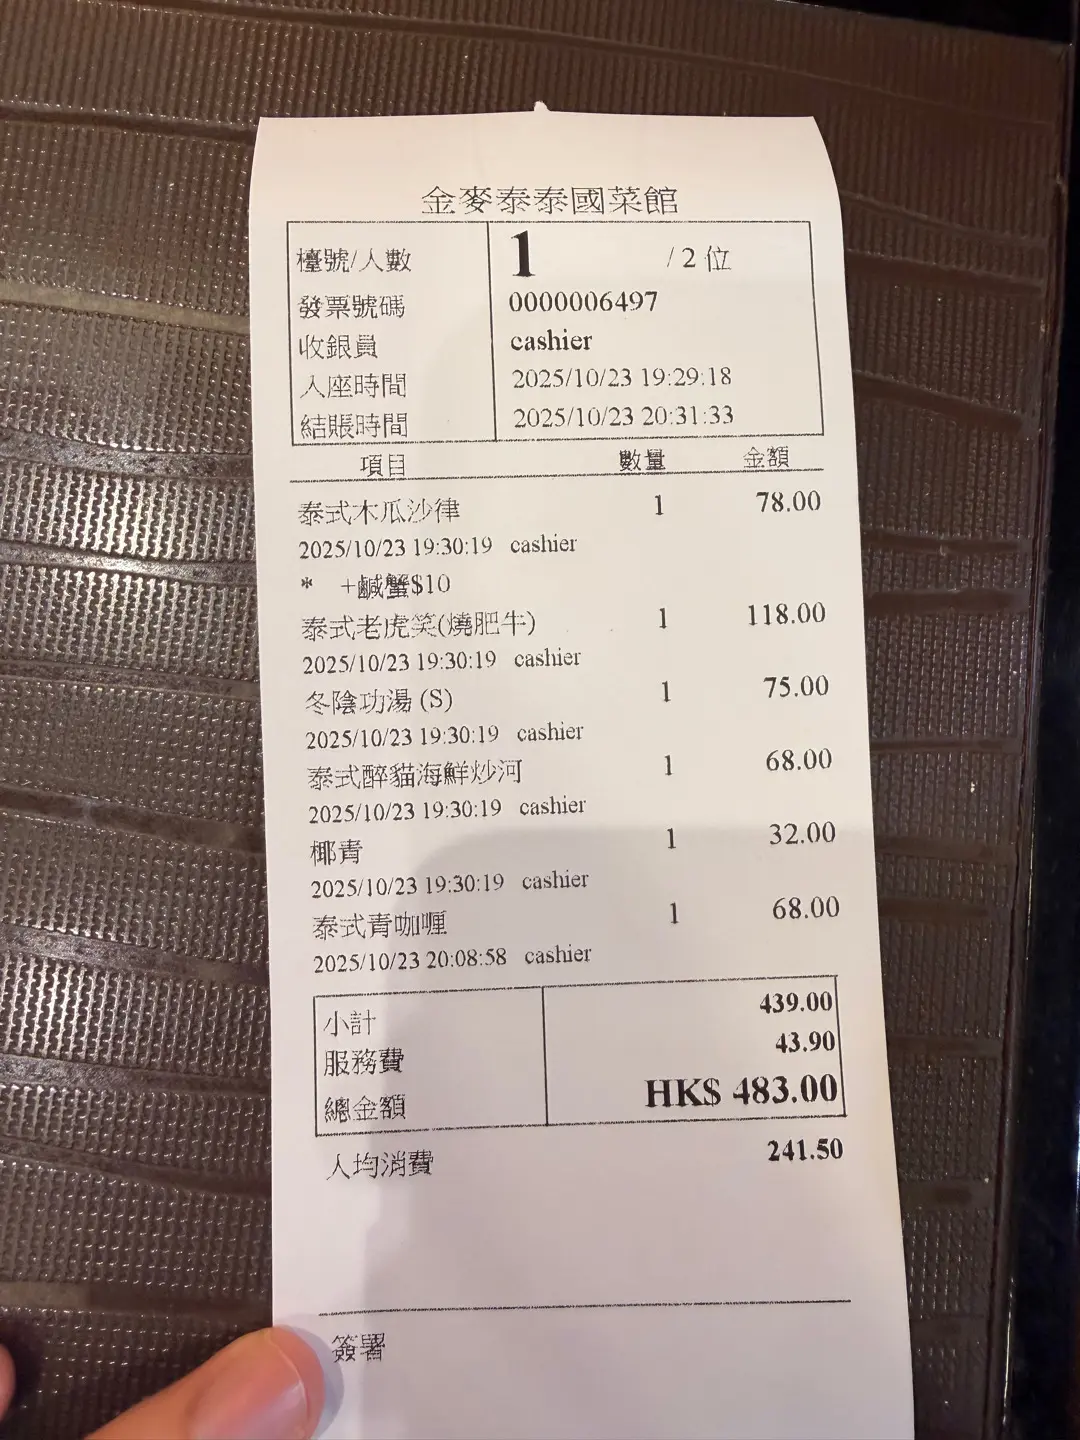 金麥泰泰國菜館
檯號/人數 1 / 2 位
發票號碼 0000006497
收銀員 cashier
入座時間 2025/10/23 19:29:18
結賬時間 2025/10/23 20:31:33
項目 數量 金額
泰式木瓜沙律 1 78.00
2025/10/23 19:30:19 cashier
* +鹹蟹$10
泰式老虎笑(燒肥牛) 1 118.00
2025/10/23 19:30:19 cashier
冬陰功湯 (S) 1 75.00
2025/10/23 19:30:19 cashier
泰式醉貓海鮮炒河 1 68.00
2025/10/23 19:30:19 cashier
椰青 1 32.00
2025/10/23 19:30:19 cashier
泰式青咖喱 1 68.00
2025/10/23 20:08:58 cashier
小計 439.00
服務費 43.90
總金額 HK$ 483.00
人均消費 241.50
簽署